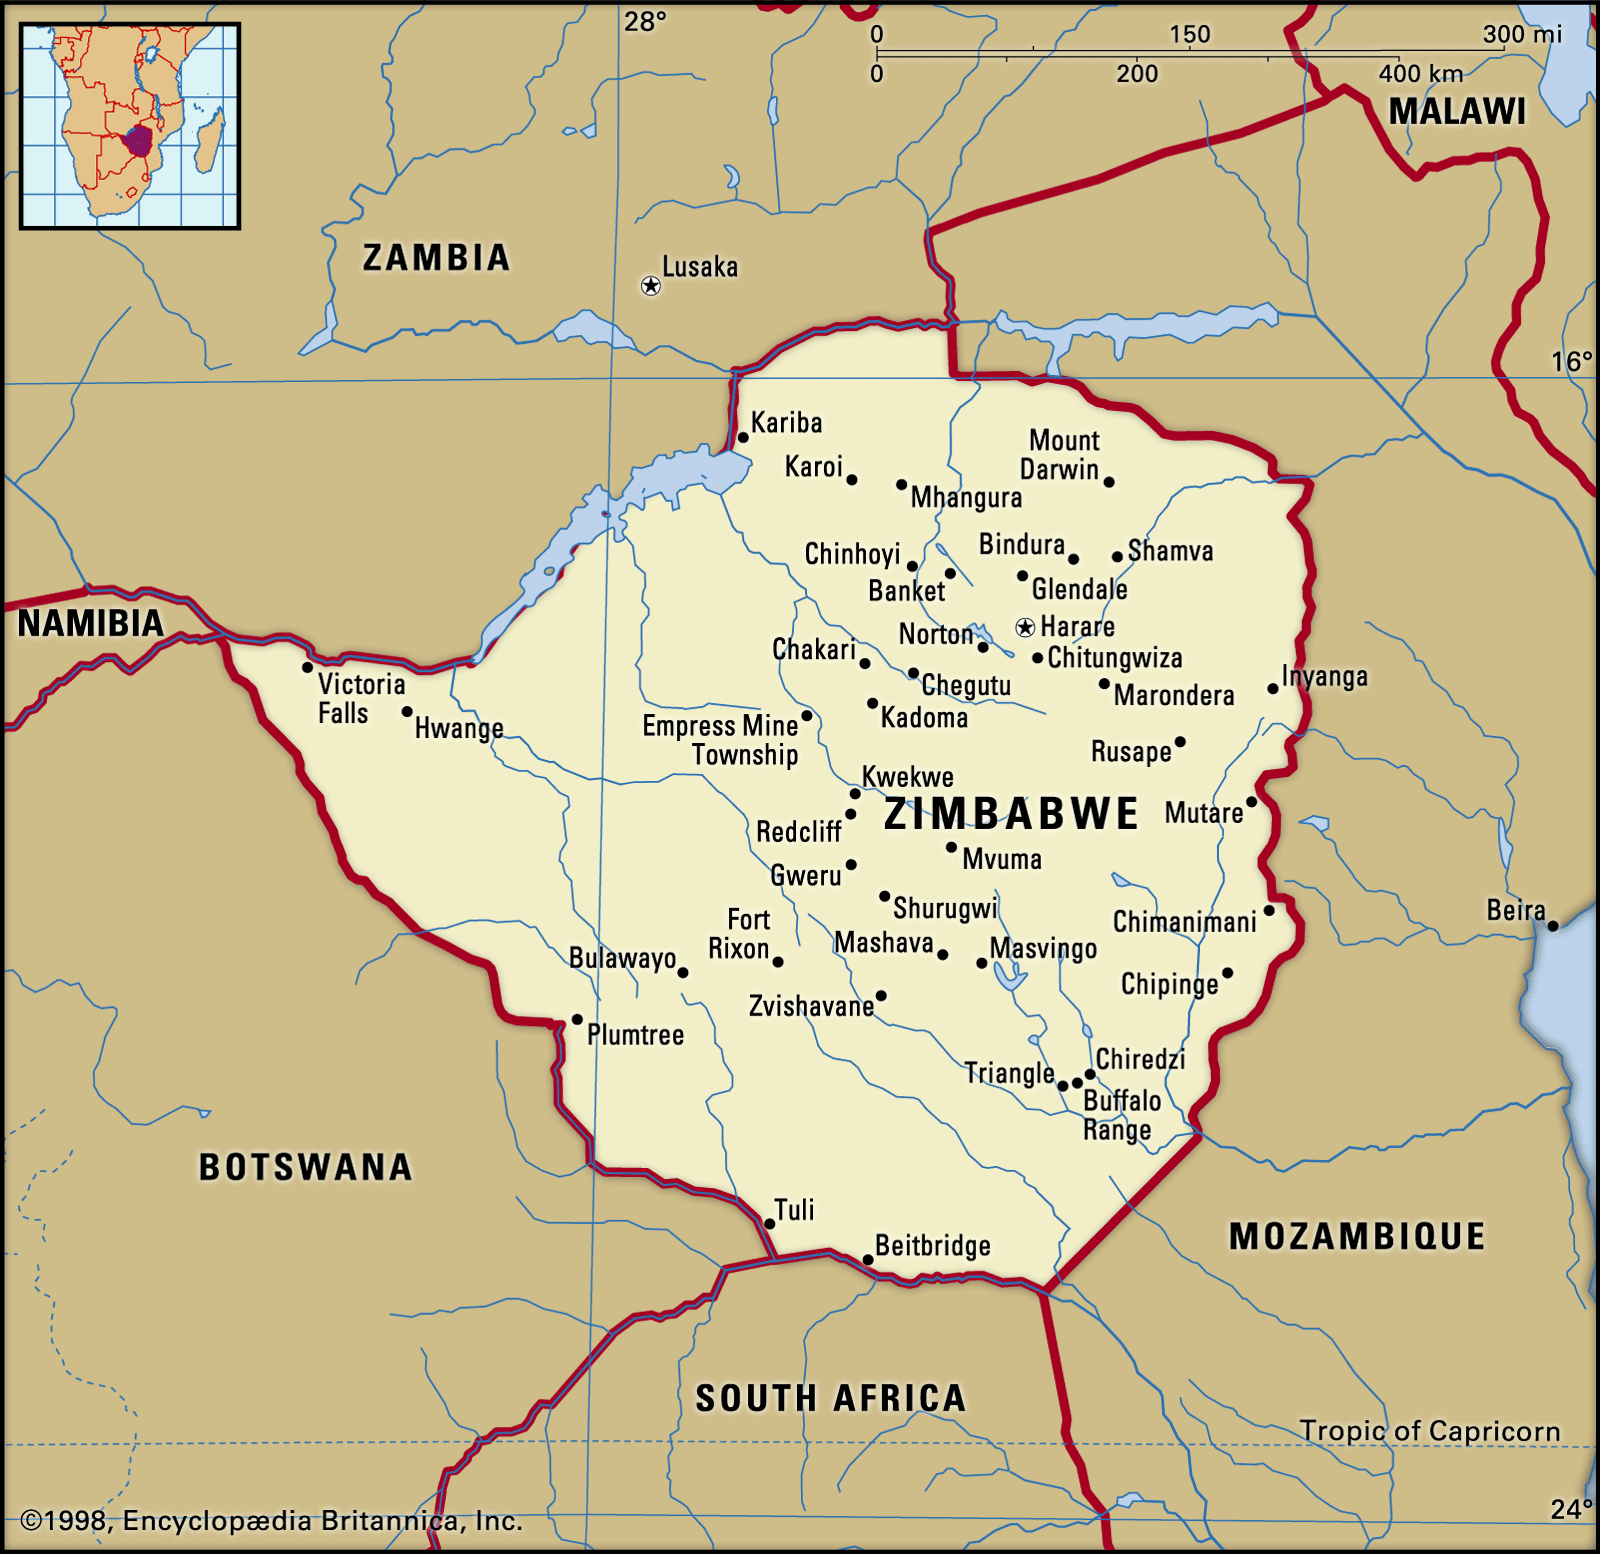 28°
0 150 300 mi
0 200 400 km
MALAWI
ZAMBIA
Lusaka
16°
Kariba
Karoi
Mhangura
Mount
Darwin
Chinhoyi
Banket
Bindura
Shamva
Glendale
NAMIBIA
Harare
Norton
Chitungwiza
Chakari
Chegutu
Marondera
Inyanga
Victoria
Falls
Hwange
Kadoma
Empress Mine
Township
Rusape
Kwekwe
ZIMBABWE
Mutare
Redcliff
Mvuma
Gweru
Shurugwi
Fort
Rixon
Chimanimani
Beira
Bulawayo
Mashava
Masvingo
Chipinge
Zvishavane
Plumtree
Triangle
Chiredzi
Buffalo
Range
BOTSWANA
Tuli
Beitbridge
MOZAMBIQUE
SOUTH AFRICA
Tropic of Capricorn
24°
©1998, Encyclopædia Britannica, Inc.